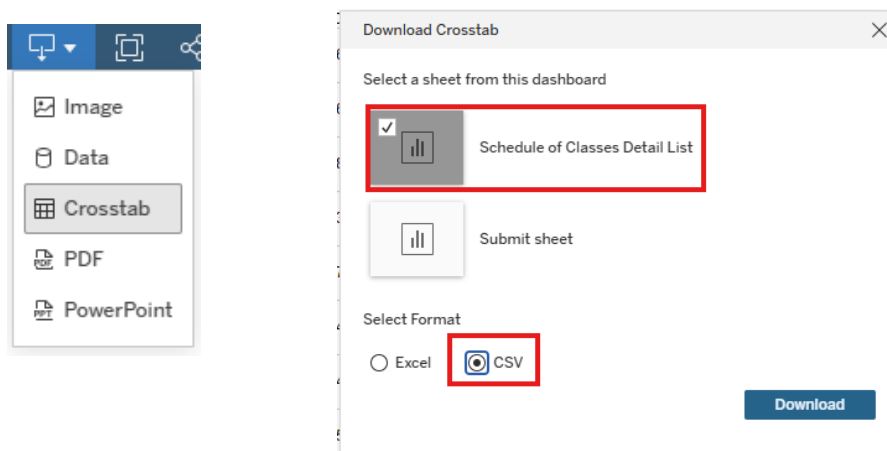 Image
Data
Crosstab
PDF
PowerPoint
Download Crosstab
Select a sheet from this dashboard
Schedule of Classes Detail List
Submit sheet
Select Format
Excel
CSV
Download